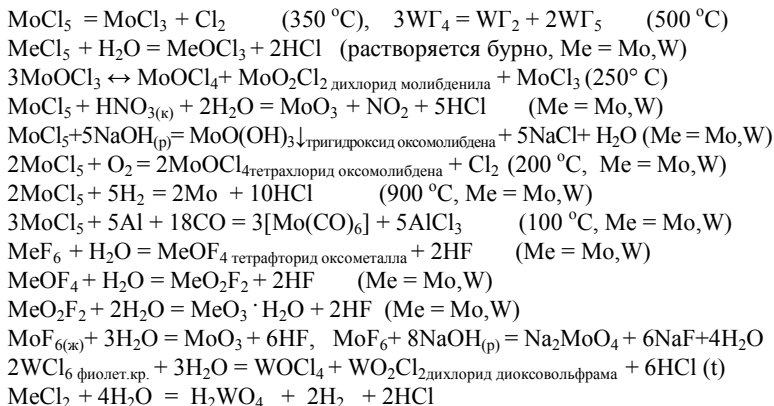 MoCl₅ = MoCl₃ + Cl₂ (350 °C), 3WГ₄ = WГ₂ + 2WГ₅ (500 °C)
MeCl₅ + H₂O = MeOCl₃ + 2HCl (растворяется бурно, Me = Mo,W)
3MoOCl₃ ↔ MoOCl₄+ MoO₂Cl₂ дихлорид молибденила + MoCl₃ (250° C)
MoCl₅ + HNO₃₍к₎ + 2H₂O = MoO₃ + NO₂ + 5HCl (Me = Mo,W)
MoCl₅+5NaOH(р)= MoO(OH)₃↓тригидроксид оксомолибдена + 5NaCl+ H₂O (Me = Mo,W)
2MoCl₅ + O₂ = 2MoOCl₄тетрахлорид оксомолибдена + Cl₂ (200 °C, Me = Mo,W)
2MoCl₅ + 5H₂ = 2Mo + 10HCl (900 °C, Me = Mo,W)
3MoCl₅ + 5Al + 18CO = 3[Mo(CO)₆] + 5AlCl₃ (100 °C, Me = Mo,W)
MeF₆ + H₂O = MeOF₄ тетрафторид оксометалла + 2HF (Me = Mo,W)
MeOF₄ + H₂O = MeO₂F₂ + 2HF (Me = Mo,W)
MeO₂F₂ + 2H₂O = MeO₃ · H₂O + 2HF (Me = Mo,W)
MoF₆(ж)+ 3H₂O = MoO₃ + 6HF, MoF₆+ 8NaOH(р) = Na₂MoO₄ + 6NaF+4H₂O
2WCl₆ фиолет.кр. + 3H₂O = WOCl₄ + WO₂Cl₂дихлорид диоксовольфрама + 6HCl (t)
MeCl₂ + 4H₂O = H₂WO₄ + 2H₂ + 2HCl